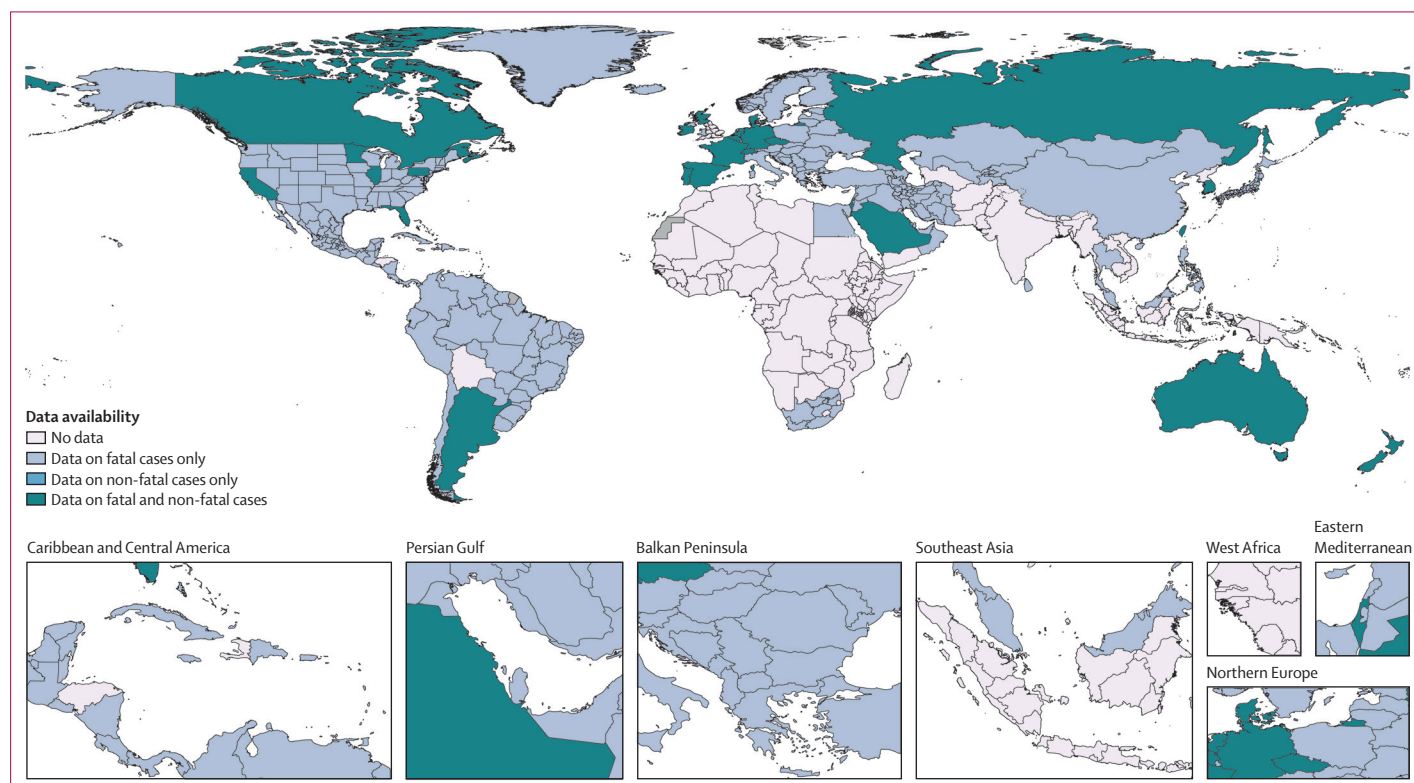 Data availability
No data
Data on fatal cases only
Data on non-fatal cases only
Data on fatal and non-fatal cases
Caribbean and Central America
Persian Gulf
Balkan Peninsula
Southeast Asia
West Africa
Eastern
Mediterranean
Northern Europe